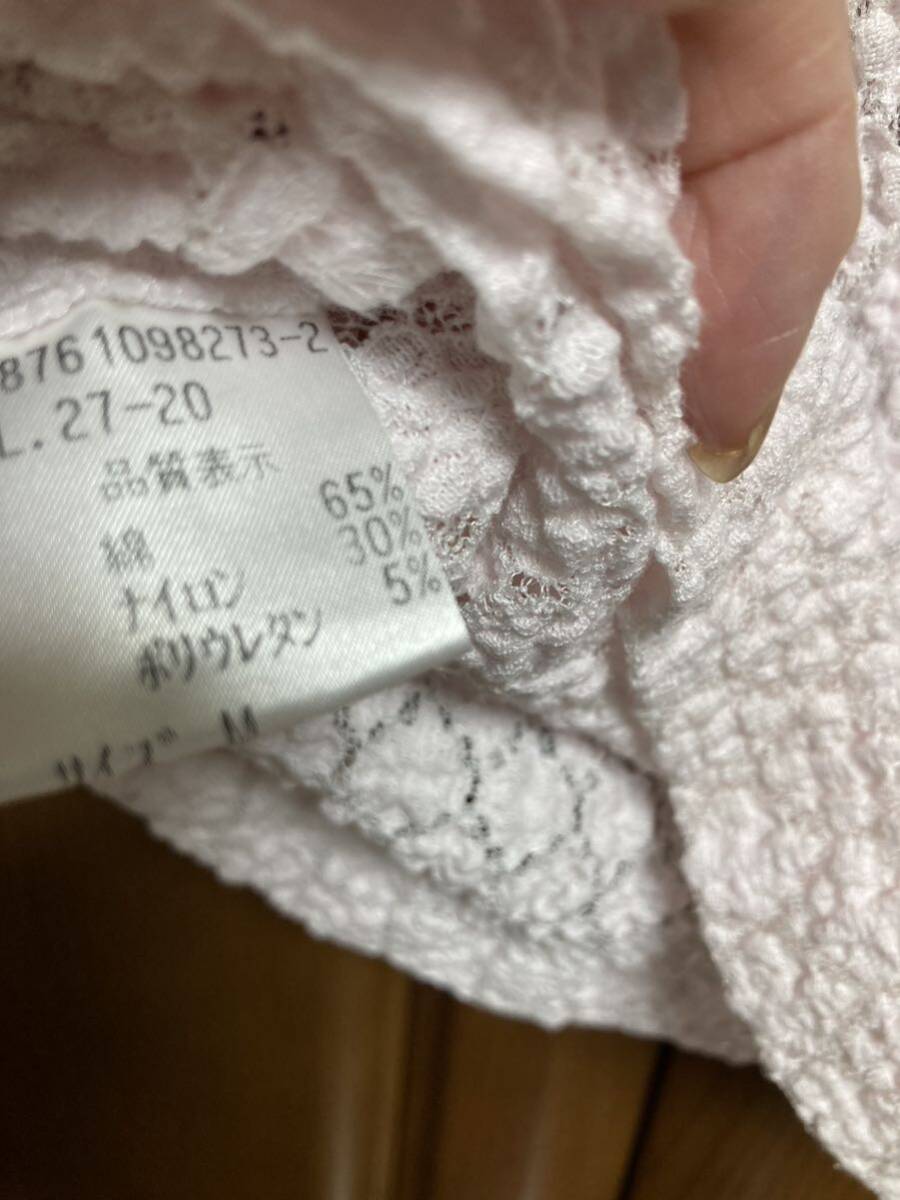 8761098273-2
L.27-20
品質表示
綿 65%
ナイロン 30%
ポリウレタン 5%
サイズ M